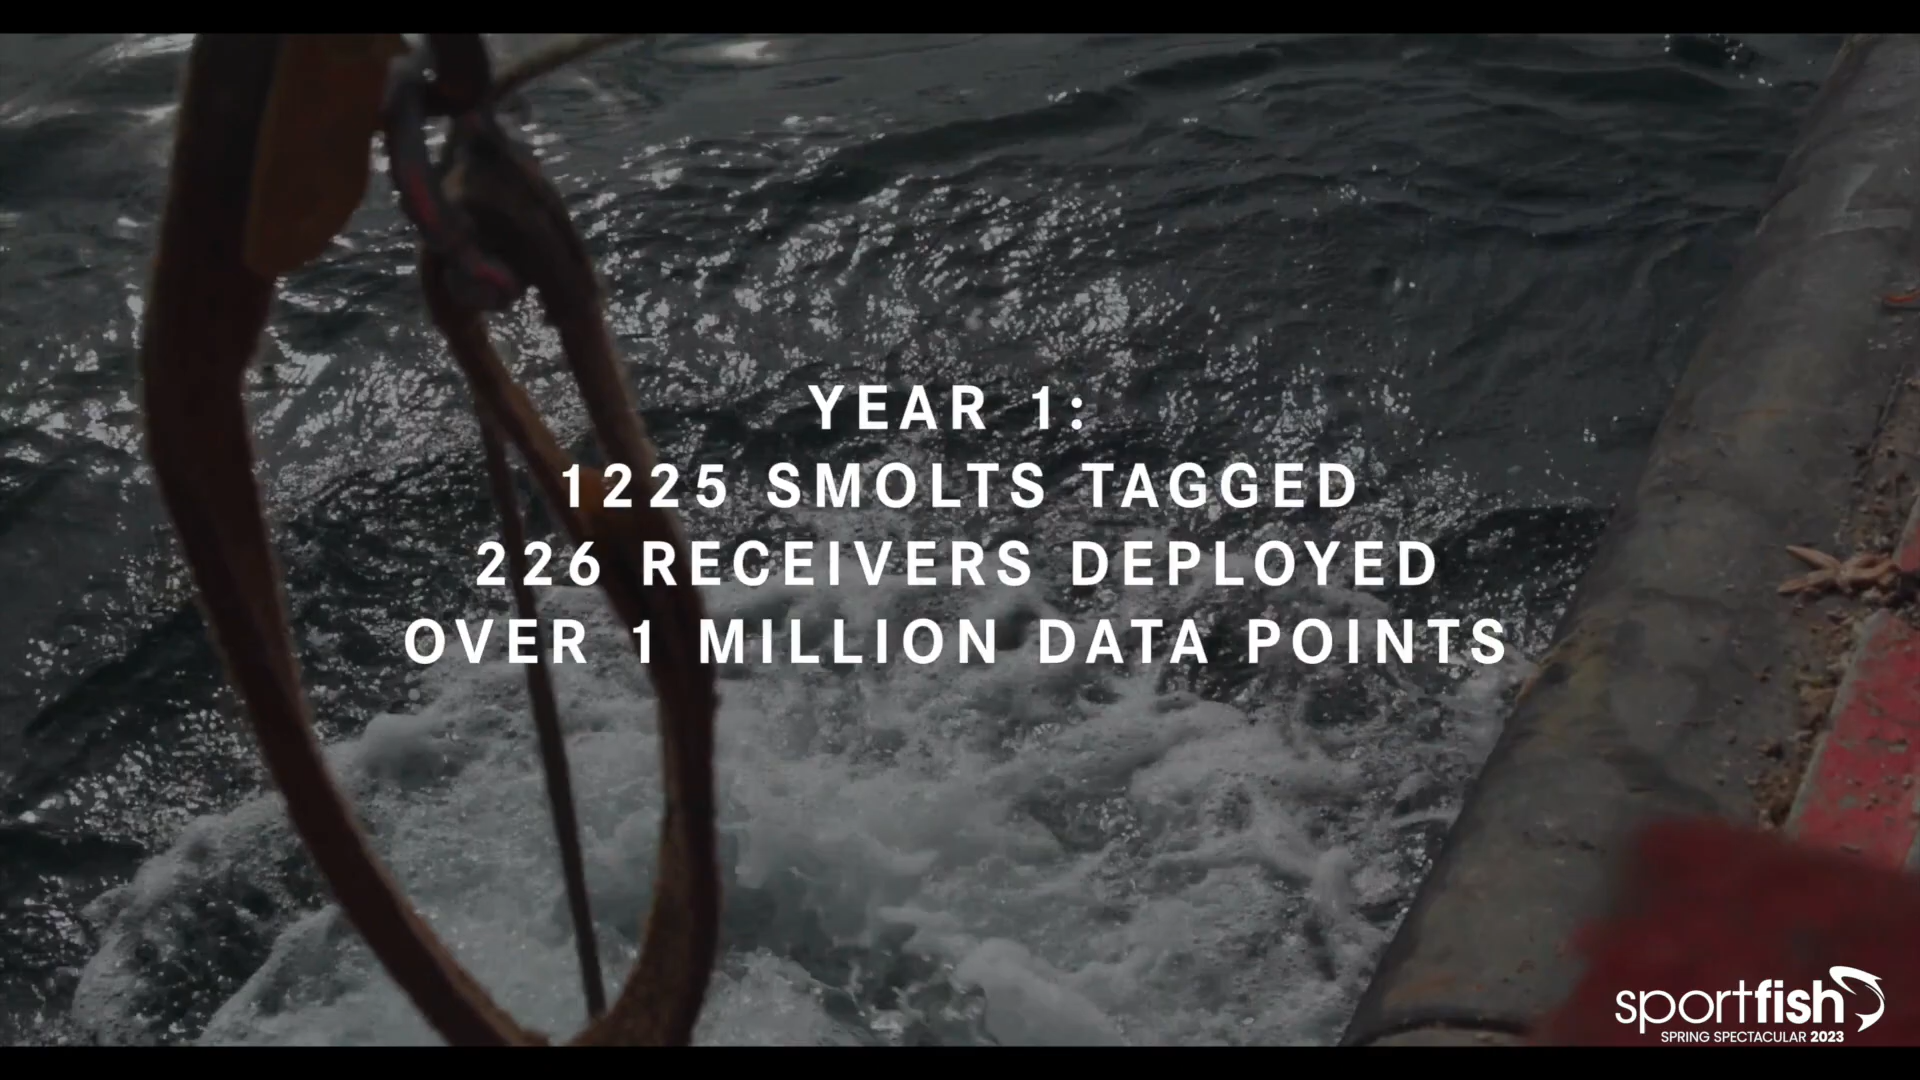 YEAR 1:
1225 SMOLTS TAGGED
226 RECEIVERS DEPLOYED
OVER 1 MILLION DATA POINTS
sportfish
SPRING SPECTACULAR 2023